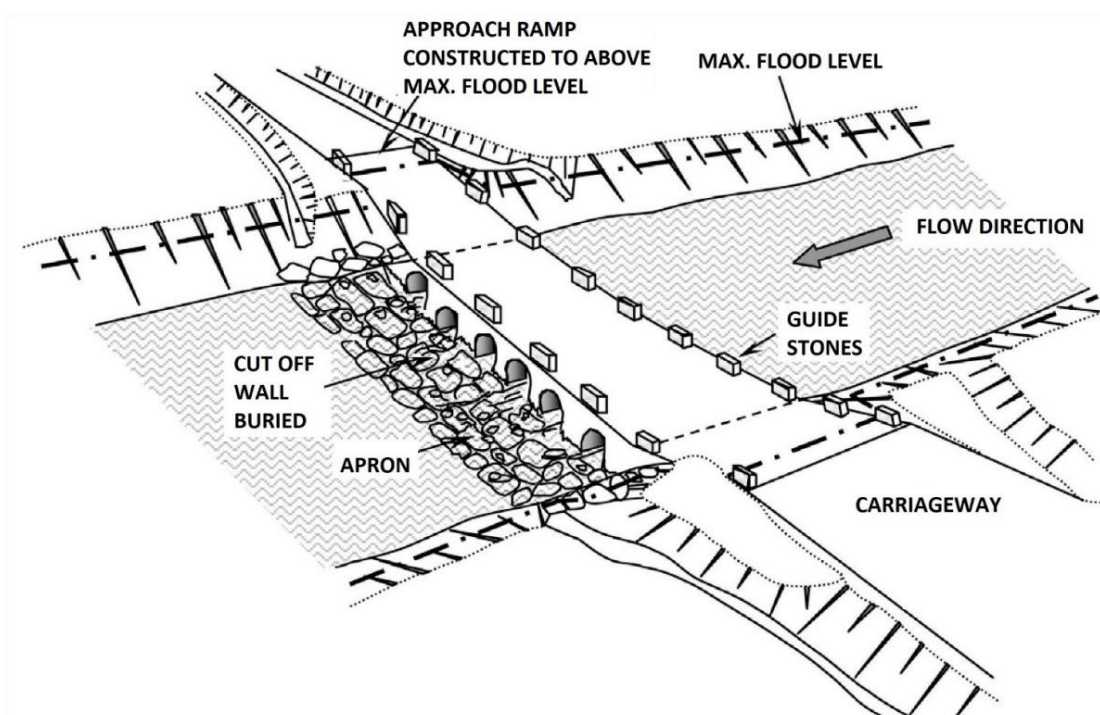 APPROACH RAMP
CONSTRUCTED TO ABOVE
MAX. FLOOD LEVEL
MAX. FLOOD LEVEL
FLOW DIRECTION
GUIDE
STONES
CUT OFF
WALL
BURIED
APRON
CARRIAGEWAY